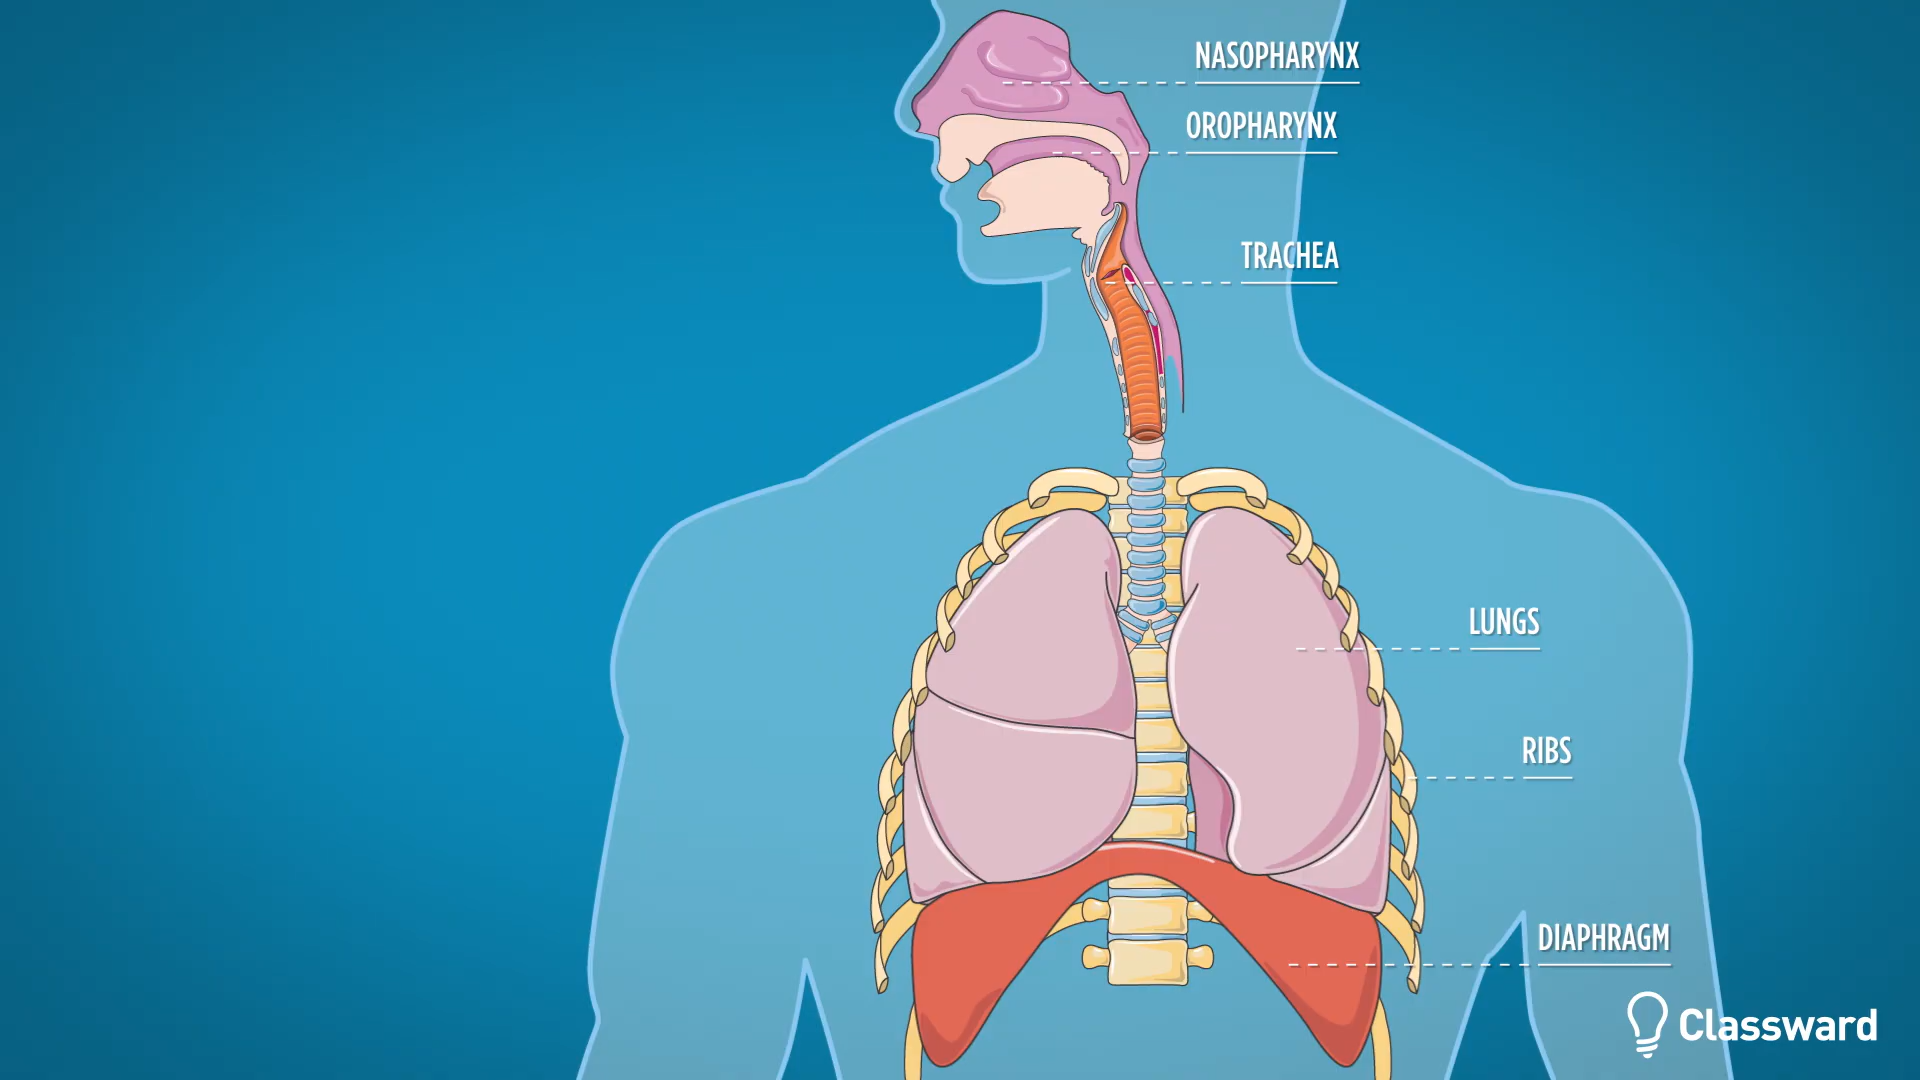 NASOPHARYNX
OROPHARYNX
TRACHEA
LUNGS
RIBS
DIAPHRAGM
Classward